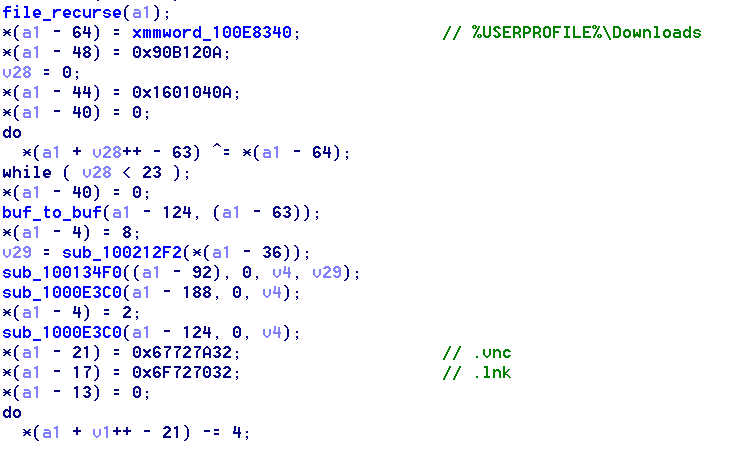 file_recurse(a1);
*(a1 - 64) = xmmword_100E8340; // %USERPROFILE%\Downloads
*(a1 - 48) = 0x90B120A;
v28 = 0;
*(a1 - 44) = 0x1601040A;
*(a1 - 40) = 0;
do
*(a1 + v28++ - 63) ^= *(a1 - 64);
while ( v28 < 23 );
*(a1 - 40) = 0;
buf_to_buf(a1 - 124, (a1 - 63));
*(a1 - 4) = 8;
v29 = sub_100212F2(*(a1 - 36));
sub_100134F0((a1 - 92), 0, v4, v29);
sub_1000E3C0(a1 - 188, 0, v4);
*(a1 - 4) = 2;
sub_1000E3C0(a1 - 124, 0, v4);
*(a1 - 21) = 0x67727A32; // .vnc
*(a1 - 17) = 0x6F727032; // .lnk
*(a1 - 13) = 0;
do
*(a1 + v1++ - 21) -= 4;